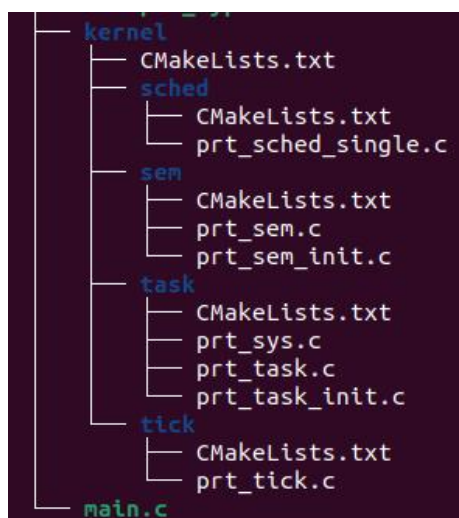 kernel
CMakeLists.txt
sched
CMakeLists.txt
prt_sched_single.c
sem
CMakeLists.txt
prt_sem.c
prt_sem_init.c
task
CMakeLists.txt
prt_sys.c
prt_task.c
prt_task_init.c
tick
CMakeLists.txt
prt_tick.c
main.c